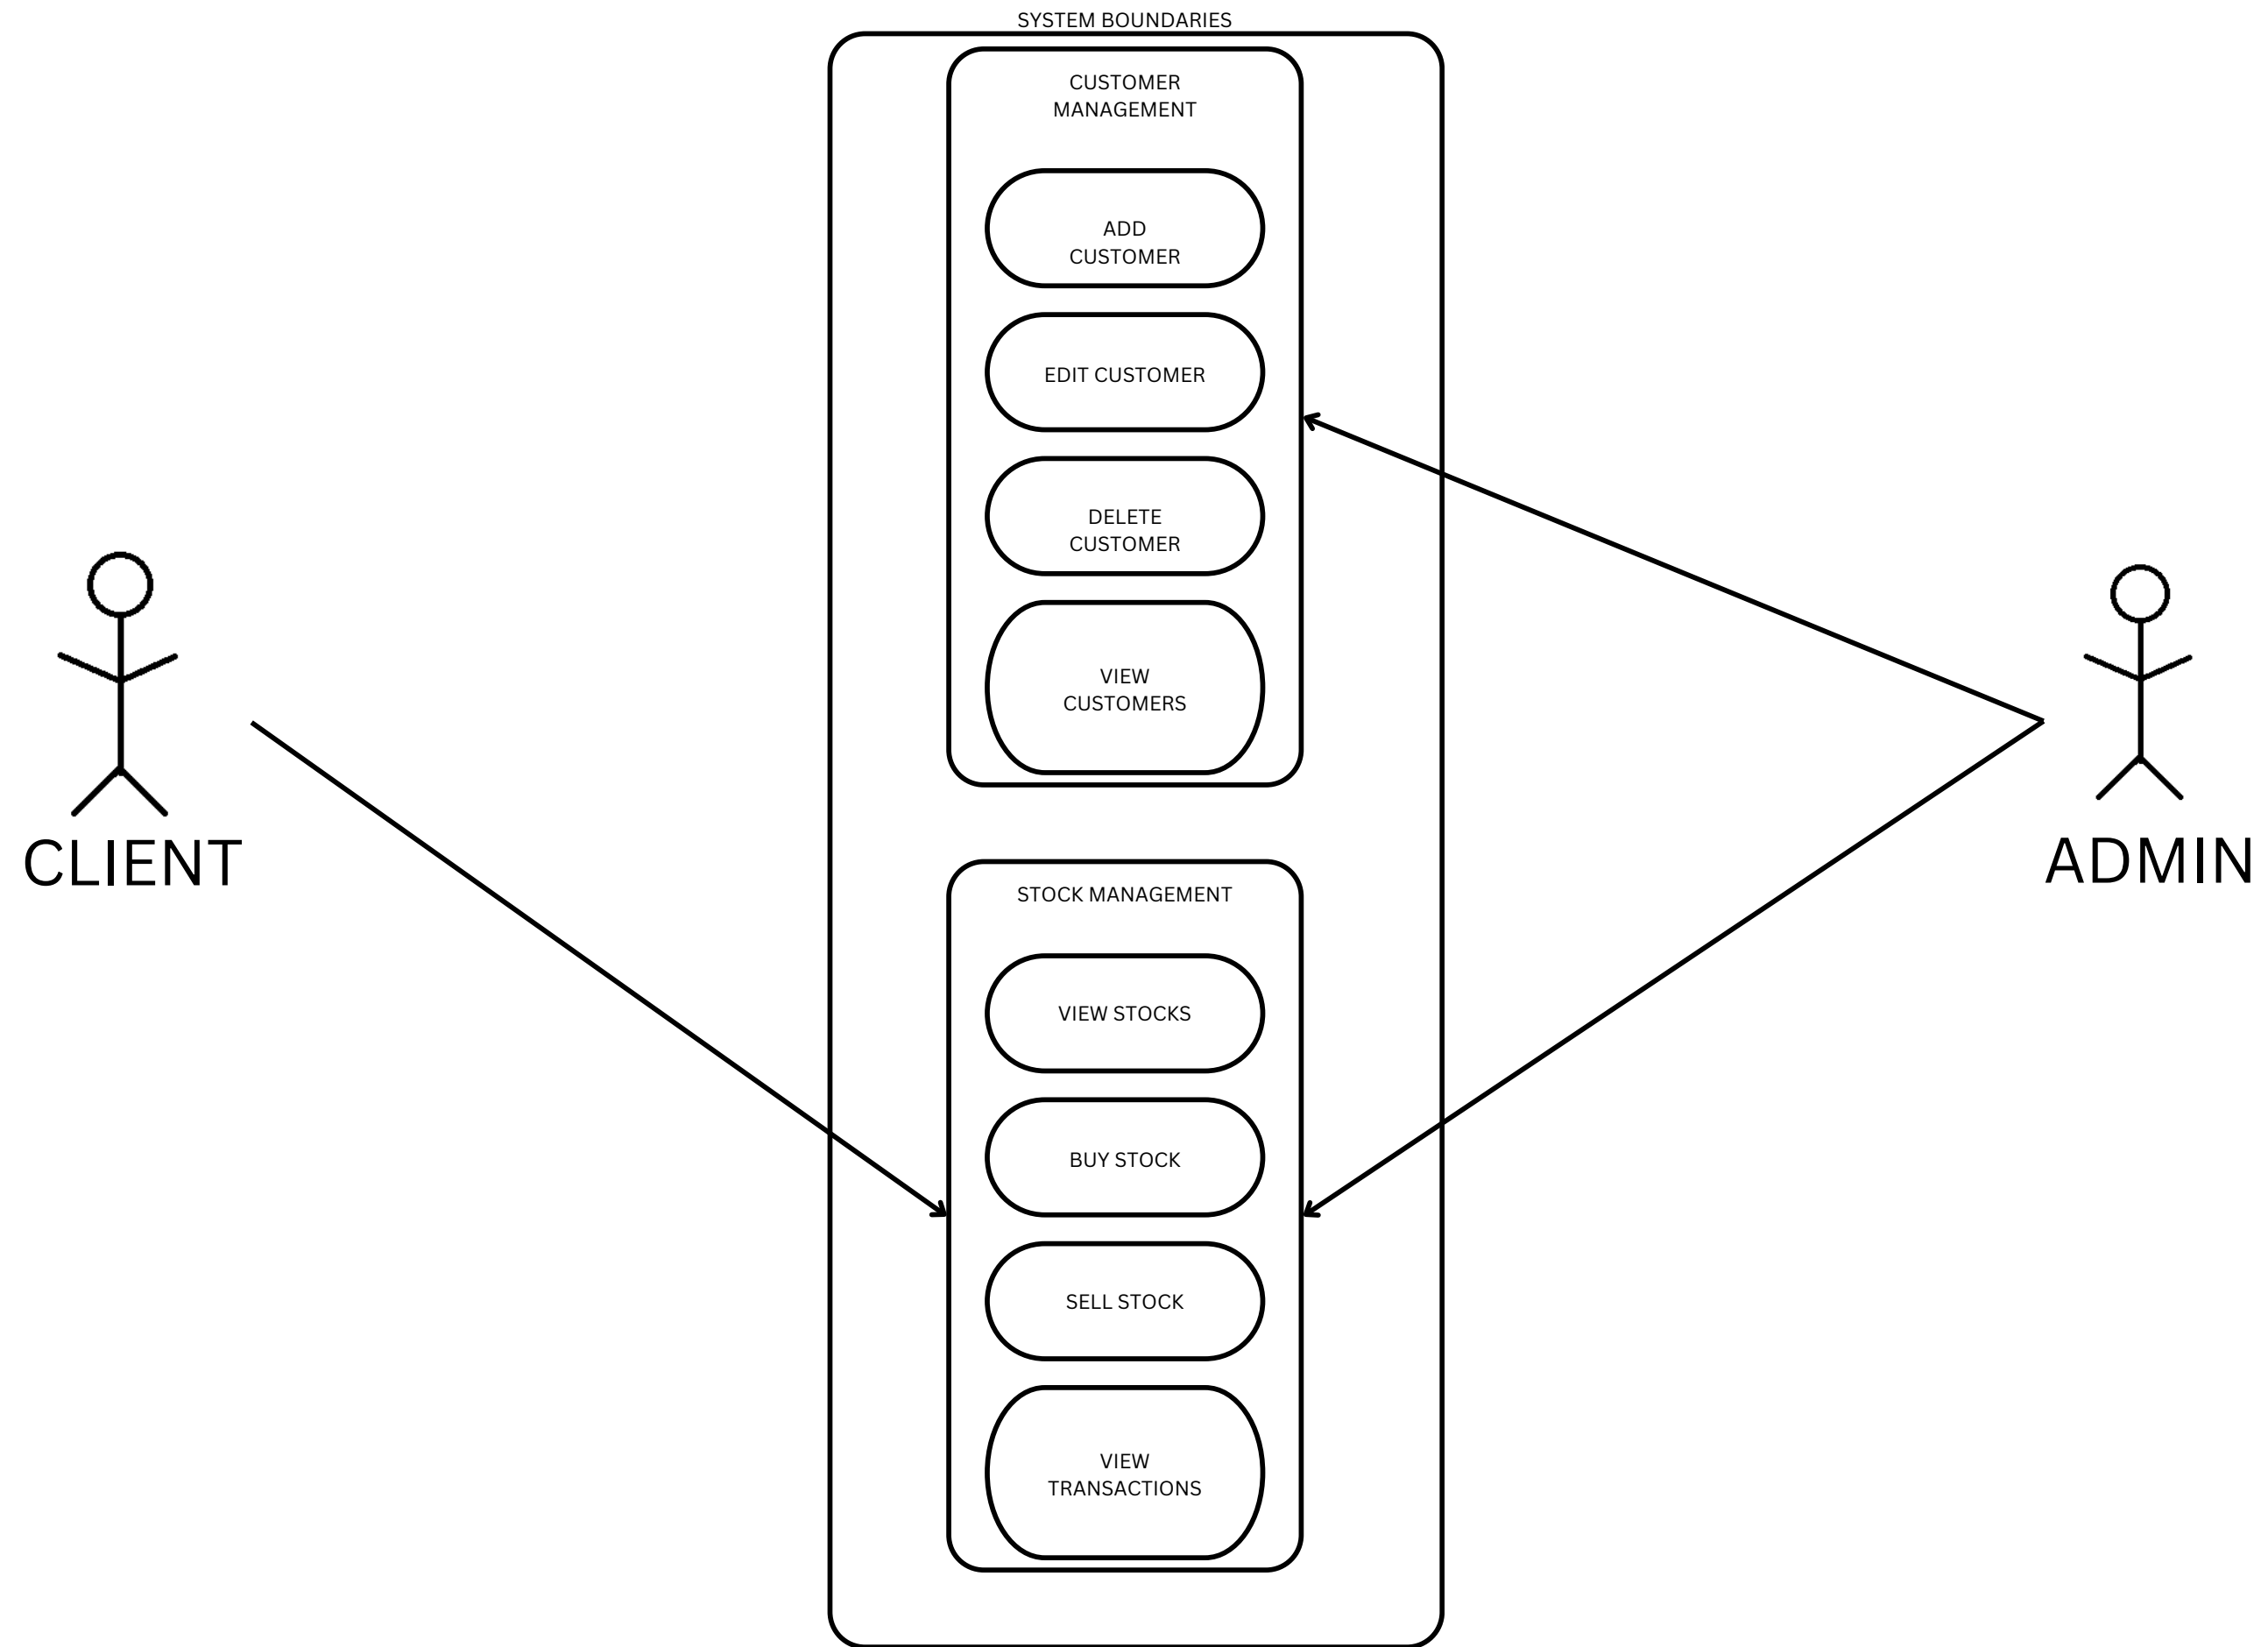 SYSTEM BOUNDARIES
CUSTOMER
MANAGEMENT
ADD
CUSTOMER
EDIT CUSTOMER
DELETE
CUSTOMER
VIEW
CUSTOMERS
CLIENT
ADMIN
STOCK MANAGEMENT
VIEW STOCKS
BUY STOCK
SELL STOCK
VIEW
TRANSACTIONS